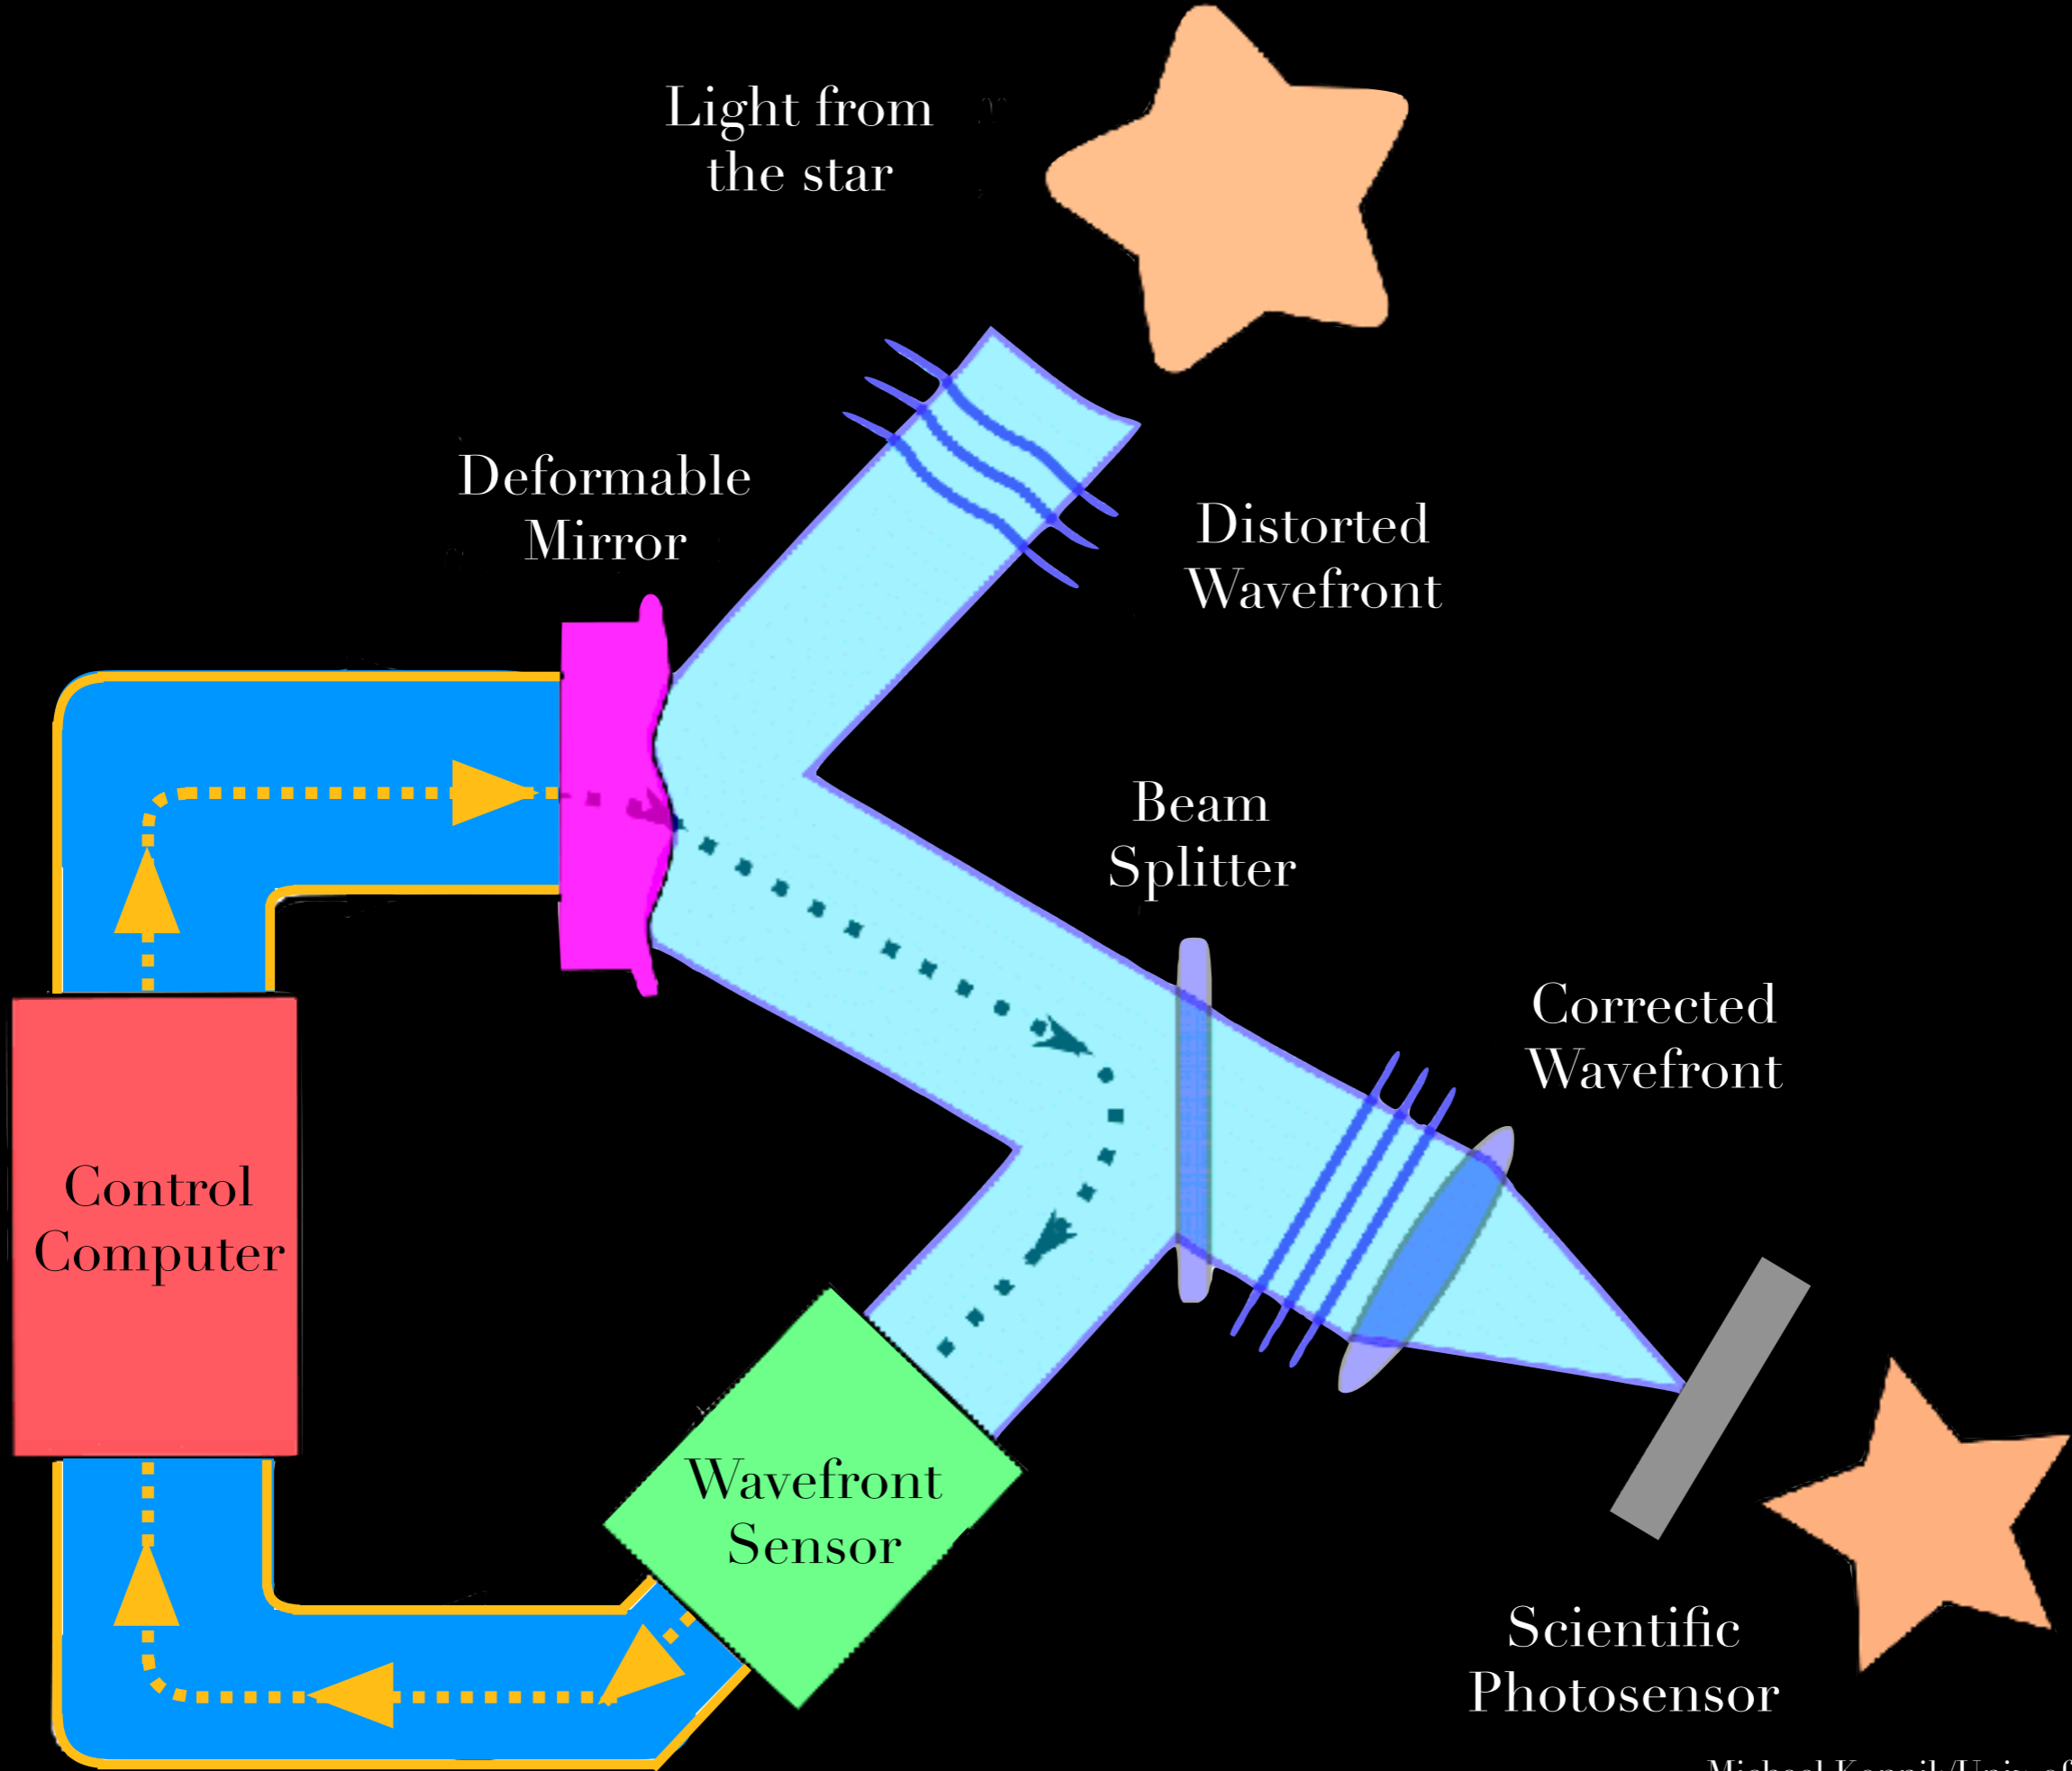 Light from
the star
Deformable
Mirror
Distorted
Wavefront
Beam
Splitter
Corrected
Wavefront
Control
Computer
Wavefront
Sensor
Scientific
Photosensor